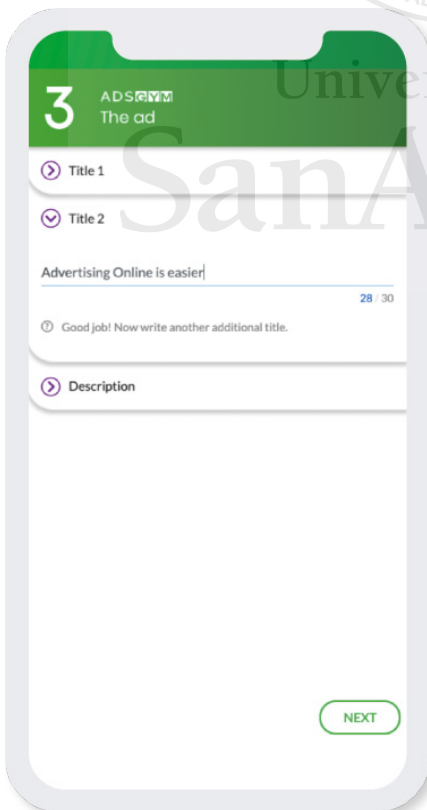 3
ADSGYM
The ad
Title 1
Title 2
Advertising Online is easier
28 / 30
Good job! Now write another additional title.
Description
NEXT